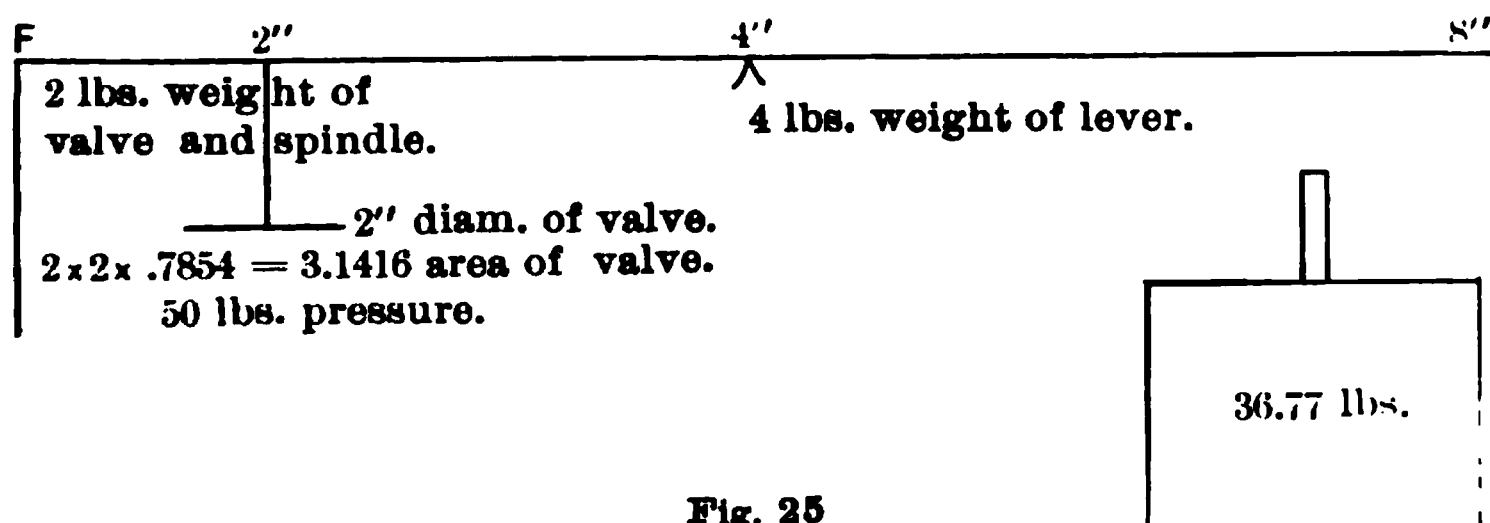 F 2″ 4″ 8″
2 lbs. weight of
valve and spindle.
4 lbs. weight of lever.
2″ diam. of valve.
2 x 2 x .7854 = 3.1416 area of valve.
50 lbs. pressure.
36.77 lbs.
Fig. 25